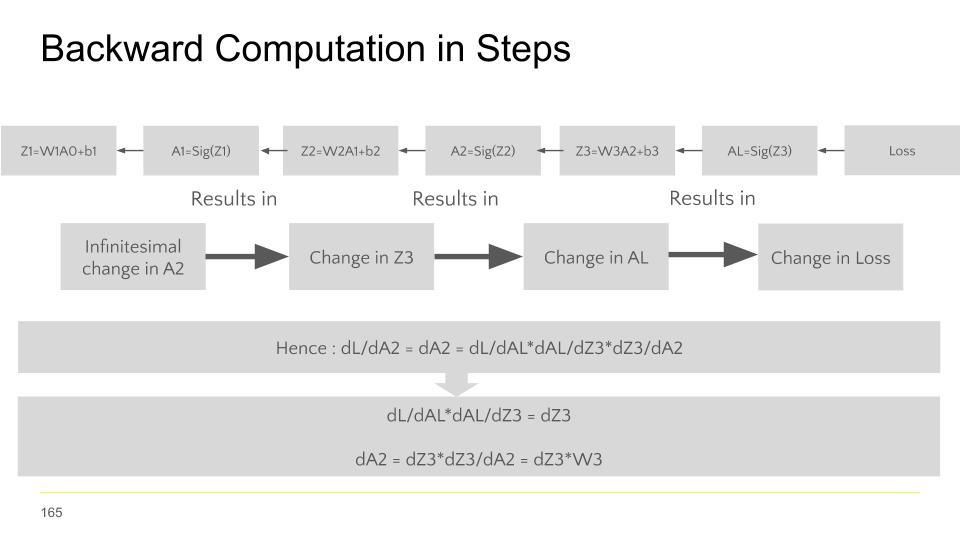 Backward Computation in Steps
Z1=W1A0+b1
A1=Sig(Z1)
Z2=W2A1+b2
A2=Sig(Z2)
Z3=W3A2+b3
AL=Sig(Z3)
Loss
Results in
Results in
Results in
Infinitesimal
change in A2
Change in Z3
Change in AL
Change in Loss
Hence : dL/dA2 = dA2 = dL/dAL*dAL/dZ3*dZ3/dA2
dL/dAL*dAL/dZ3 = dZ3
dA2 = dZ3*dZ3/dA2 = dZ3*W3
165